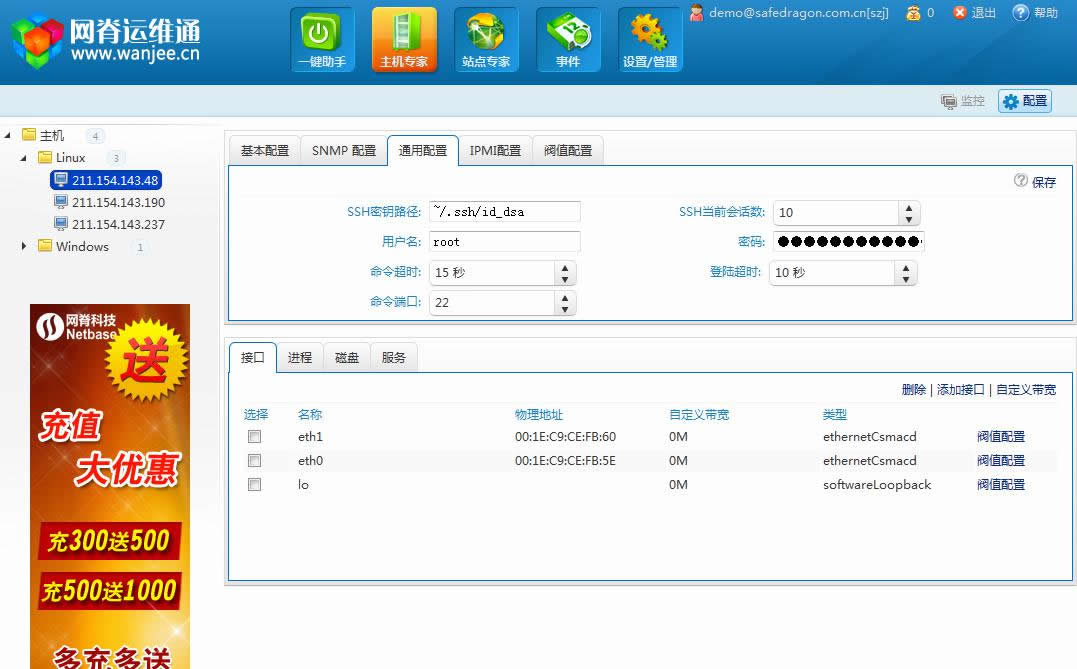 网脊运维通
www.wanjee.cn
一键助手
主机专家
站点专家
事件
设置/管理
demo@safedragon.com.cn[szj]
0
退出
帮助
监控
配置
主机 4
Linux 3
211.154.143.48
211.154.143.190
211.154.143.237
Windows 1
网脊科技
Netbase
送
充值
大优惠
充300送500
充500送1000
多充多送
基本配置 SNMP 配置 通用配置 IPMI配置 阀值配置
保存
SSH密钥路径: ~/.ssh/id_dsa SSH当前会话数: 10
用户名: root 密码: ●●●●●●●●●●●
命令超时: 15 秒 登陆超时: 10 秒
命令端口: 22
接口 进程 磁盘 服务
删除 | 添加接口 | 自定义带宽
选择 名称 物理地址 自定义带宽 类型
eth1 00:1E:C9:CE:FB:60 0M ethernetCsmacd 阀值配置
eth0 00:1E:C9:CE:FB:5E 0M ethernetCsmacd 阀值配置
lo 0M softwareLoopback 阀值配置